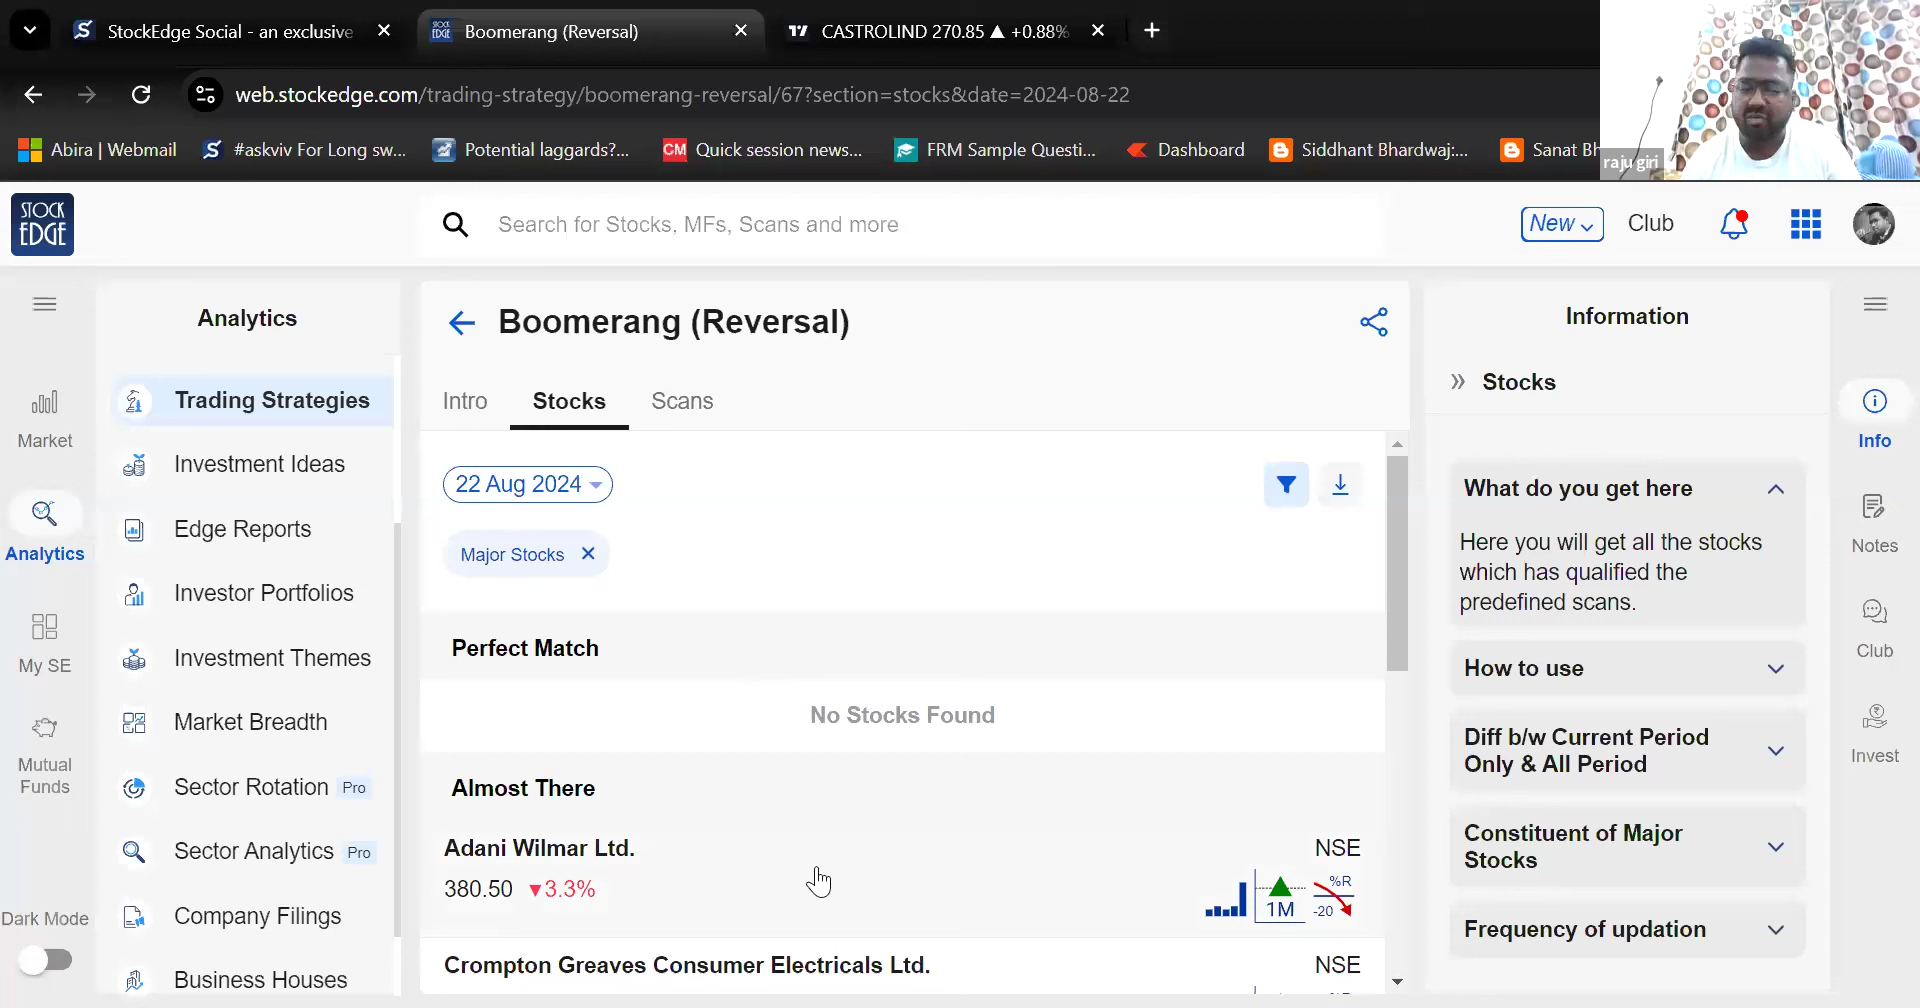 StockEdge Social - an exclusive
Boomerang (Reversal)
CASTROLIND 270.85 ▲ +0.88%
web.stockedge.com/trading-strategy/boomerang-reversal/67?section=stocks&date=2024-08-22
Abira | Webmail
#askviv For Long sw...
Potential laggards?...
CM Quick session news...
FRM Sample Questi...
Dashboard
Siddhant Bhardwaj:...
Sanat Bh
raju giri
STOCK
EDGE
Search for Stocks, MFs, Scans and more
New
Club
Analytics
Market
Analytics
My SE
Mutual
Funds
Dark Mode
Trading Strategies
Investment Ideas
Edge Reports
Investor Portfolios
Investment Themes
Market Breadth
Sector Rotation Pro
Sector Analytics Pro
Company Filings
Business Houses
Boomerang (Reversal)
Intro
Stocks
Scans
22 Aug 2024
Major Stocks ✕
Perfect Match
No Stocks Found
Almost There
Adani Wilmar Ltd.
NSE
380.50 ▼3.3%
1M
%R
-20
Crompton Greaves Consumer Electricals Ltd.
NSE
Information
Stocks
What do you get here
Here you will get all the stocks
which has qualified the
predefined scans.
How to use
Diff b/w Current Period
Only & All Period
Constituent of Major
Stocks
Frequency of updation
Info
Notes
Club
Invest